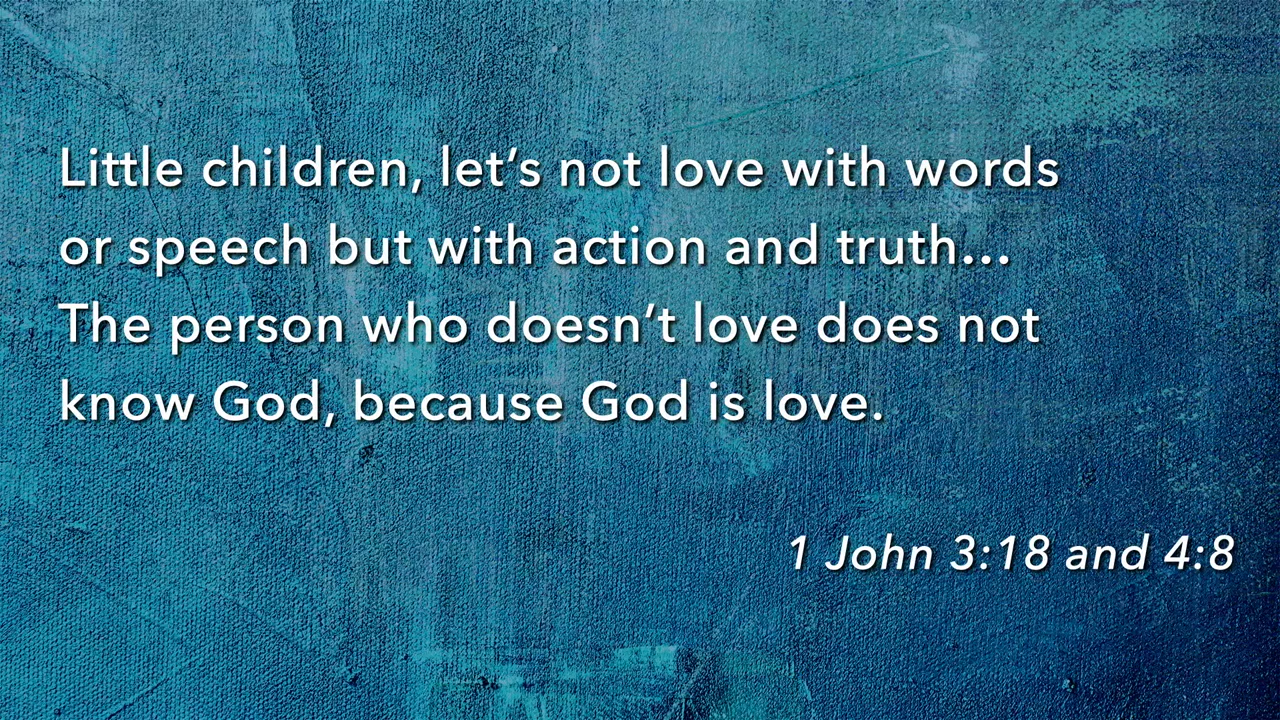 Little children, let’s not love with words
or speech but with action and truth…
The person who doesn’t love does not
know God, because God is love.
1 John 3:18 and 4:8